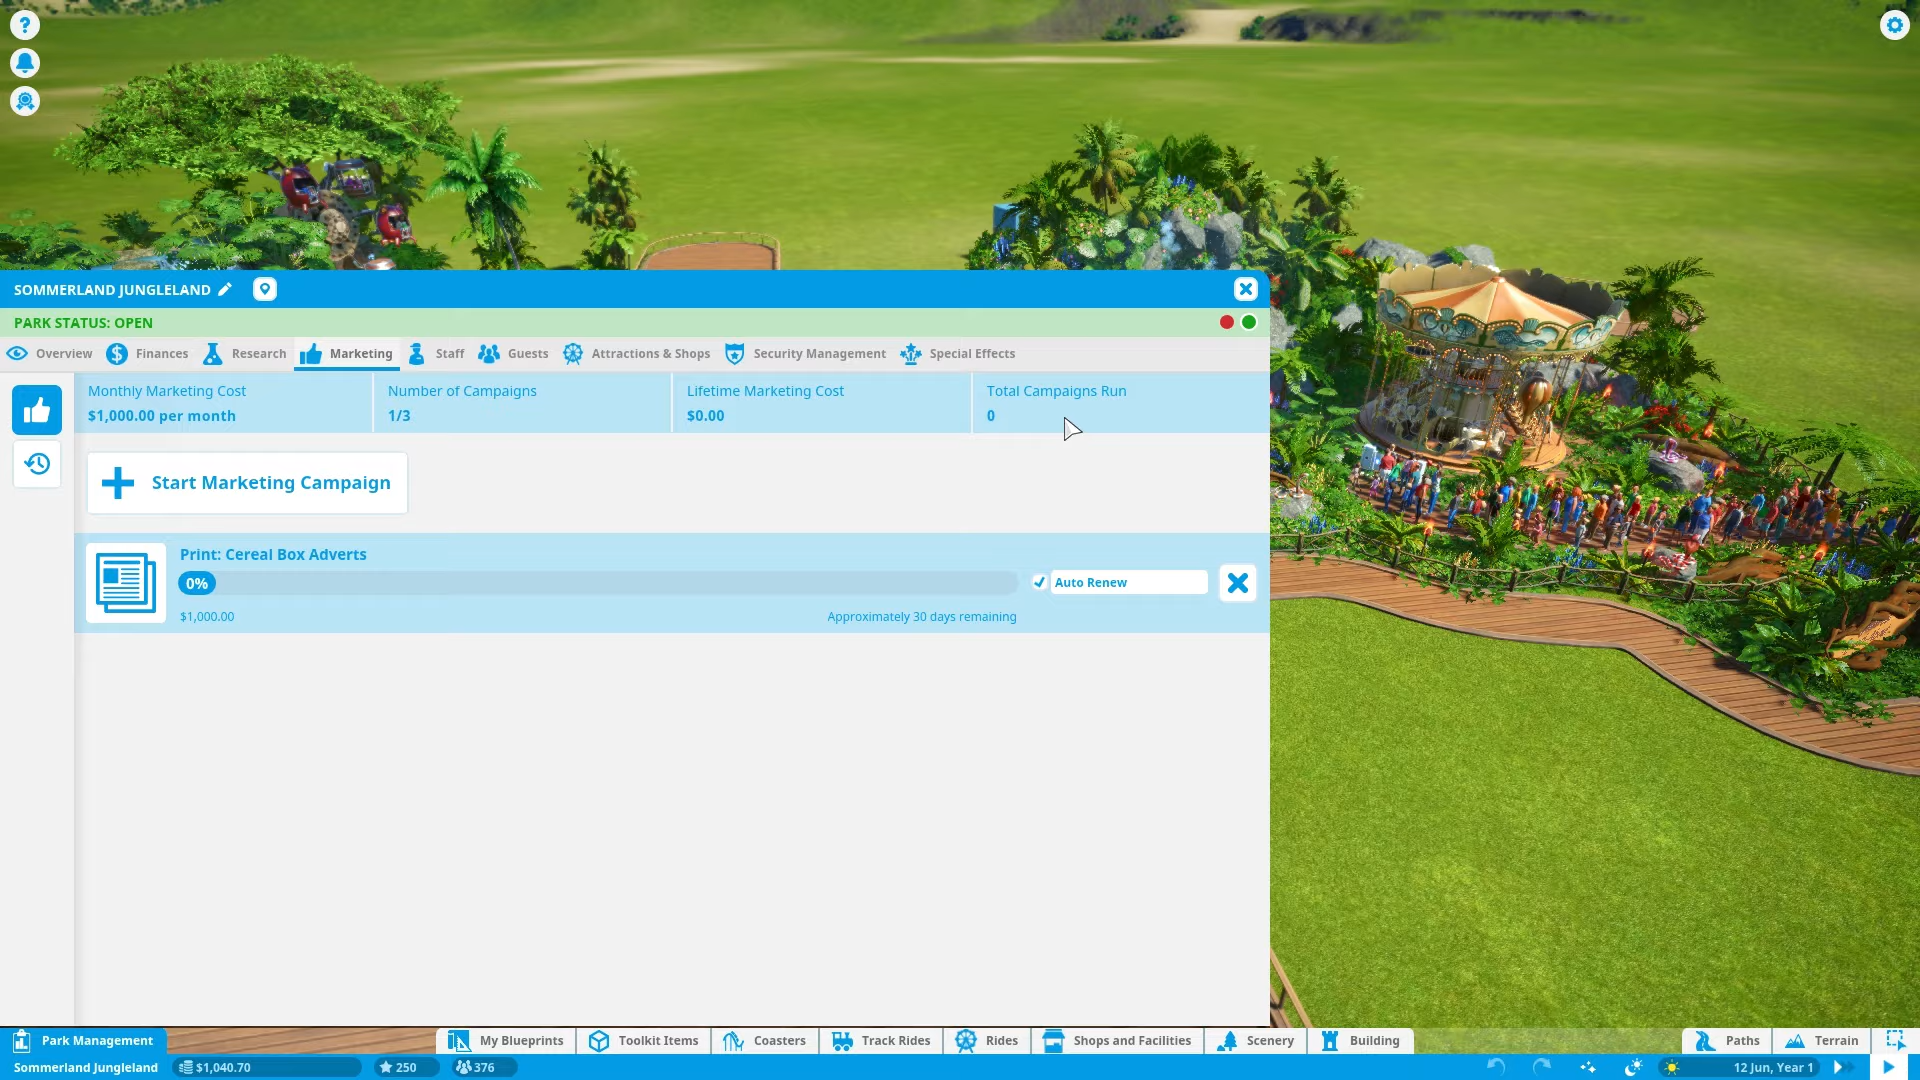 ?
SOMMERLAND JUNGLELAND
PARK STATUS: OPEN
Overview Finances Research Marketing Staff Guests Attractions & Shops Security Management Special Effects
Monthly Marketing Cost Number of Campaigns Lifetime Marketing Cost Total Campaigns Run
$1,000.00 per month 1/3 $0.00 0
Start Marketing Campaign
Print: Cereal Box Adverts
0% Auto Renew
$1,000.00 Approximately 30 days remaining
Park Management My Blueprints Toolkit Items Coasters Track Rides Rides Shops and Facilities Scenery Building Paths Terrain
Sommerland Jungleland $1,040.70 250 376 12 Jun, Year 1